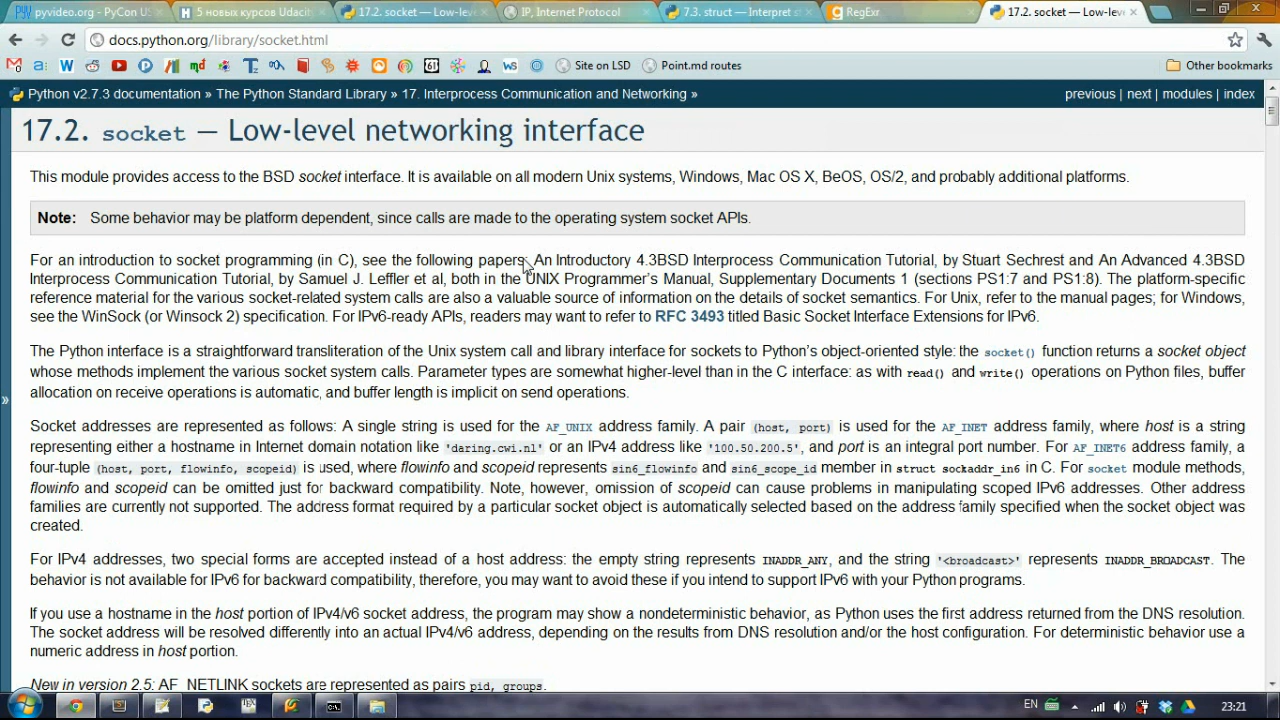 pyvideo.org - PyCon US
5 новых курсов Udacit
17.2. socket — Low-lev
IP, Internet Protocol
7.3. struct — Interpret s
RegExr
17.2. socket — Low-lev
docs.python.org/library/socket.html
Site on LSD
Point.md routes
Other bookmarks
Python v2.7.3 documentation » The Python Standard Library » 17. Interprocess Communication and Networking »
previous | next | modules | index
17.2. socket — Low-level networking interface
This module provides access to the BSD socket interface. It is available on all modern Unix systems, Windows, Mac OS X, BeOS, OS/2, and probably additional platforms.
Note: Some behavior may be platform dependent, since calls are made to the operating system socket APIs.
For an introduction to socket programming (in C), see the following papers: An Introductory 4.3BSD Interprocess Communication Tutorial, by Stuart Sechrest and An Advanced 4.3BSD
Interprocess Communication Tutorial, by Samuel J. Leffler et al, both in the UNIX Programmer's Manual, Supplementary Documents 1 (sections PS1:7 and PS1:8). The platform-specific
reference material for the various socket-related system calls are also a valuable source of information on the details of socket semantics. For Unix, refer to the manual pages; for Windows,
see the WinSock (or Winsock 2) specification. For IPv6-ready APIs, readers may want to refer to RFC 3493 titled Basic Socket Interface Extensions for IPv6.
The Python interface is a straightforward transliteration of the Unix system call and library interface for sockets to Python's object-oriented style: the socket() function returns a socket object
whose methods implement the various socket system calls. Parameter types are somewhat higher-level than in the C interface: as with read() and write() operations on Python files, buffer
allocation on receive operations is automatic, and buffer length is implicit on send operations.
Socket addresses are represented as follows: A single string is used for the AF_UNIX address family. A pair (host, port) is used for the AF_INET address family, where host is a string
representing either a hostname in Internet domain notation like 'daring.cwi.nl' or an IPv4 address like '100.50.200.5', and port is an integral port number. For AF_INET6 address family, a
four-tuple (host, port, flowinfo, scopeid) is used, where flowinfo and scopeid represents sin6_flowinfo and sin6_scope_id member in struct sockaddr_in6 in C. For socket module methods,
flowinfo and scopeid can be omitted just for backward compatibility. Note, however, omission of scopeid can cause problems in manipulating scoped IPv6 addresses. Other address
families are currently not supported. The address format required by a particular socket object is automatically selected based on the address family specified when the socket object was
created.
For IPv4 addresses, two special forms are accepted instead of a host address: the empty string represents INADDR_ANY, and the string '<broadcast>' represents INADDR_BROADCAST. The
behavior is not available for IPv6 for backward compatibility, therefore, you may want to avoid these if you intend to support IPv6 with your Python programs.
If you use a hostname in the host portion of IPv4/v6 socket address, the program may show a nondeterministic behavior, as Python uses the first address returned from the DNS resolution.
The socket address will be resolved differently into an actual IPv4/v6 address, depending on the results from DNS resolution and/or the host configuration. For deterministic behavior use a
numeric address in host portion.
New in version 2.5: AF_NETLINK sockets are represented as pairs pid, groups.
EN
23:21